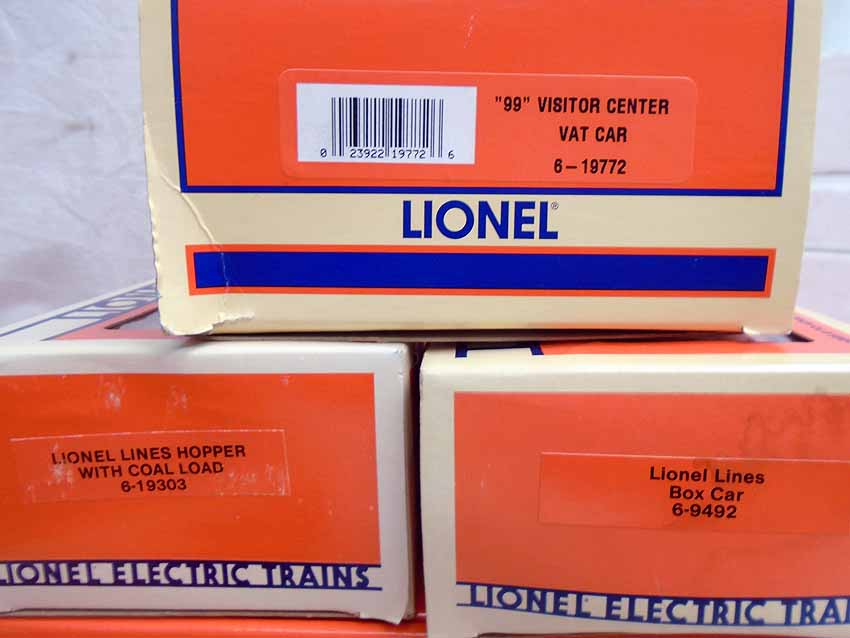 "99" VISITOR CENTER
VAT CAR
6-19772
0 23922 19772 6
LIONEL®
LIONEL LINES HOPPER
WITH COAL LOAD
6-19303
LIONEL ELECTRIC TRAINS
Lionel Lines
Box Car
6-9492
LIONEL ELECTRIC TRAI